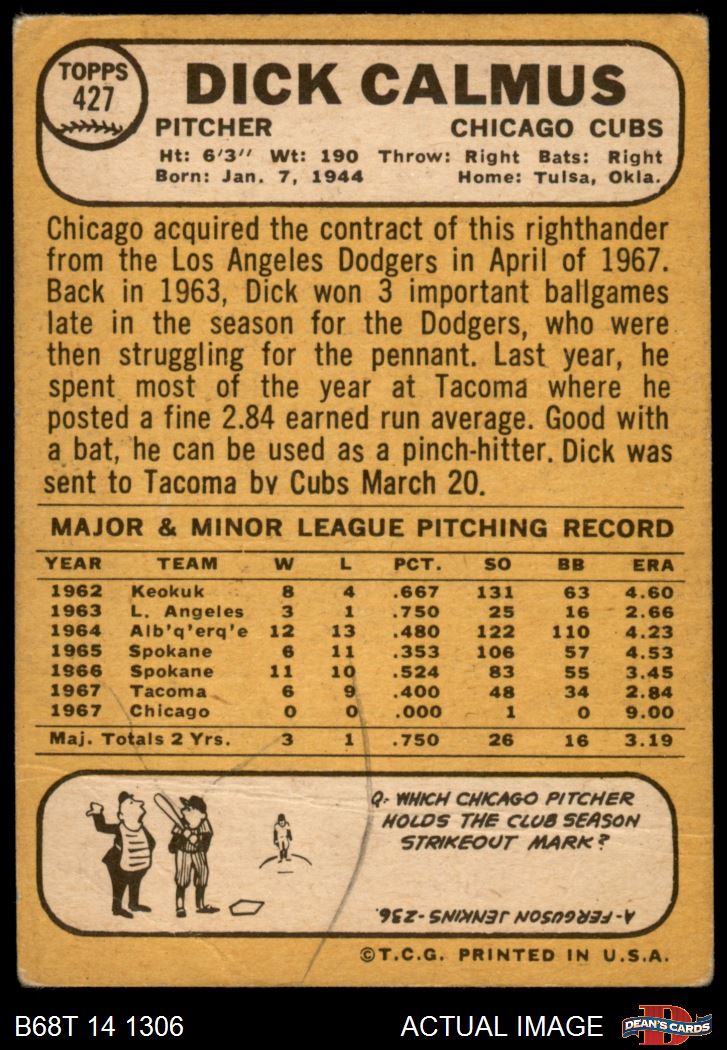 TOPPS
427
DICK CALMUS
PITCHER CHICAGO CUBS
Ht: 6'3" Wt: 190 Throw: Right Bats: Right
Born: Jan. 7, 1944 Home: Tulsa, Okla.
Chicago acquired the contract of this righthander
from the Los Angeles Dodgers in April of 1967.
Back in 1963, Dick won 3 important ballgames
late in the season for the Dodgers, who were
then struggling for the pennant. Last year, he
spent most of the year at Tacoma where he
posted a fine 2.84 earned run average. Good with
a bat, he can be used as a pinch-hitter. Dick was
sent to Tacoma by Cubs March 20.
MAJOR & MINOR LEAGUE PITCHING RECORD
YEAR TEAM W L PCT. SO BB ERA
1962 Keokuk 8 4 .667 131 63 4.60
1963 L. Angeles 3 1 .750 25 16 2.66
1964 Alb'q'erq'e 12 13 .480 122 110 4.23
1965 Spokane 6 11 .353 106 57 4.53
1966 Spokane 11 10 .524 83 55 3.45
1967 Tacoma 6 9 .400 48 34 2.84
1967 Chicago 0 0 .000 1 0 9.00
Maj. Totals 2 Yrs. 3 1 .750 26 16 3.19
Q- WHICH CHICAGO PITCHER
HOLDS THE CLUB SEASON
STRIKEOUT MARK?
A- FERGUSON JENKINS - 236.
©T.C.G. PRINTED IN U.S.A.
B68T 14 1306 ACTUAL IMAGE
D
DEAN'S CARDS